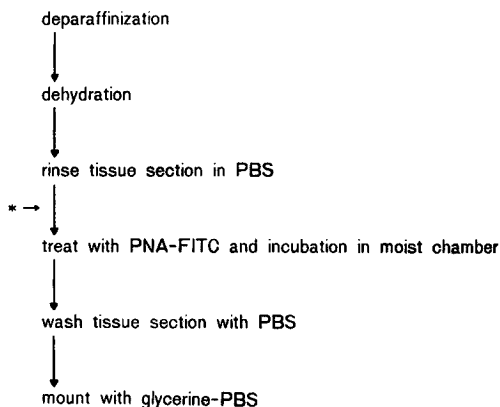 deparaffinization
dehydration
rinse tissue section in PBS
* →
treat with PNA-FITC and incubation in moist chamber
wash tissue section with PBS
mount with glycerine-PBS